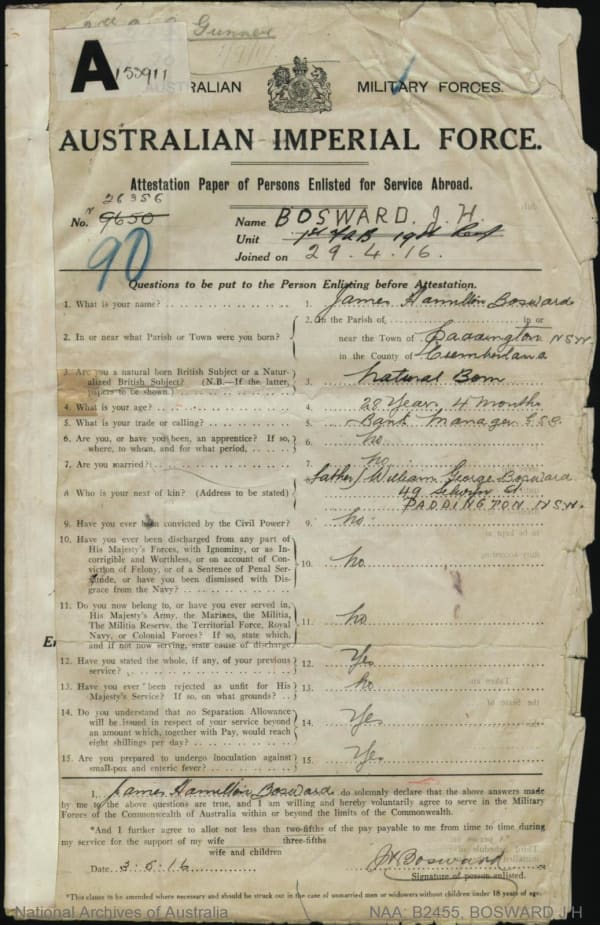 Gunner
A 155911
AUSTRALIAN MILITARY FORCES.
AUSTRALIAN IMPERIAL FORCE.
Attestation Paper of Persons Enlisted for Service Abroad.
26356
No. 9650 Name BOSWARD. J. H.
Unit 1st FAB 19th Ref
90
Joined on 29.4.16.
Questions to be put to the Person Enlisting before Attestation.
1. What is your name? 1. James Hamilton Bosward
2. In or near what Parish or Town were you born? 2. In the Parish of in or
near the Town of Paddington NSW
in the County of Cumberland
3. Are you a natural born British Subject or a Natur-
alized British Subject? (N.B.—If the latter,
papers to be shown) 3. Natural Born
4. What is your age? 4. 28 Years 4 Months
5. What is your trade or calling? 5. Bank Manager
6. Are you, or have you been, an apprentice? If so,
where, to whom, and for what period 6. No
7. Are you married? 7. No
8 Who is your next of kin? (Address to be stated) (father) William George Bosward
49 Selwyn St
PADDINGTON NSW.
9. Have you ever been convicted by the Civil Power? 9. No
10. Have you ever been discharged from any part of
His Majesty's Forces, with Ignominy, or as In-
corrigible and Worthless, or on account of Con-
viction of Felony, or of a Sentence of Penal Ser-
vitude, or have you been dismissed with Dis-
grace from the Navy? 10. No
11. Do you now belong to, or have you ever served in,
His Majesty's Army, the Marines, the Militia,
The Militia Reserve, the Territorial Force, Royal
Navy, or Colonial Forces? If so, state which,
and if not now serving, state cause of discharge 11. No
12. Have you stated the whole, if any, of your previous
service? 12. Yes
13. Have you ever been rejected as unfit for His
Majesty's Service? If so, on what grounds? 13. No
14. Do you understand that no Separation Allowance
will be issued in respect of your service beyond
an amount which, together with Pay, would reach
eight shillings per day? 14. Yes
15. Are you prepared to undergo inoculation against
small-pox and enteric fever? 15. Yes
I, James Hamilton Bosward do solemnly declare that the above answers made
by me to the above questions are true, and I am willing and hereby voluntarily agree to serve in the Military
Forces of the Commonwealth of Australia within or beyond the limits of the Commonwealth.
*And I further agree to allot not less than two-fifths of the pay payable to me from time to time during
my service for the support of my wife three-fifths
wife and children
Date 3.5.16 JHBosward
Signature of person enlisted.
*This clause to be amended where necessary and should be struck out in the case of unmarried men or widowers without children under 18 years of age.
National Archives of Australia NAA: B2455, BOSWARD J H